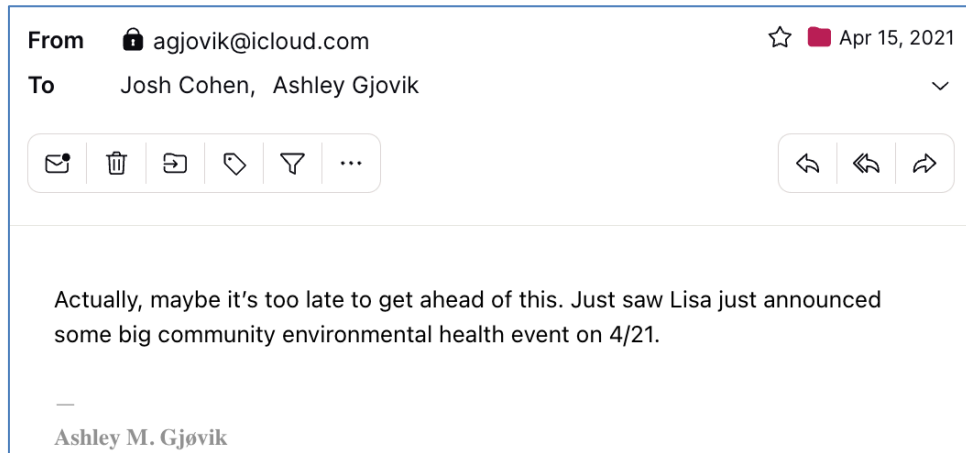 From agjovik@icloud.com Apr 15, 2021
To Josh Cohen, Ashley Gjovik
Actually, maybe it’s too late to get ahead of this. Just saw Lisa just announced
some big community environmental health event on 4/21.
—
Ashley M. Gjøvik